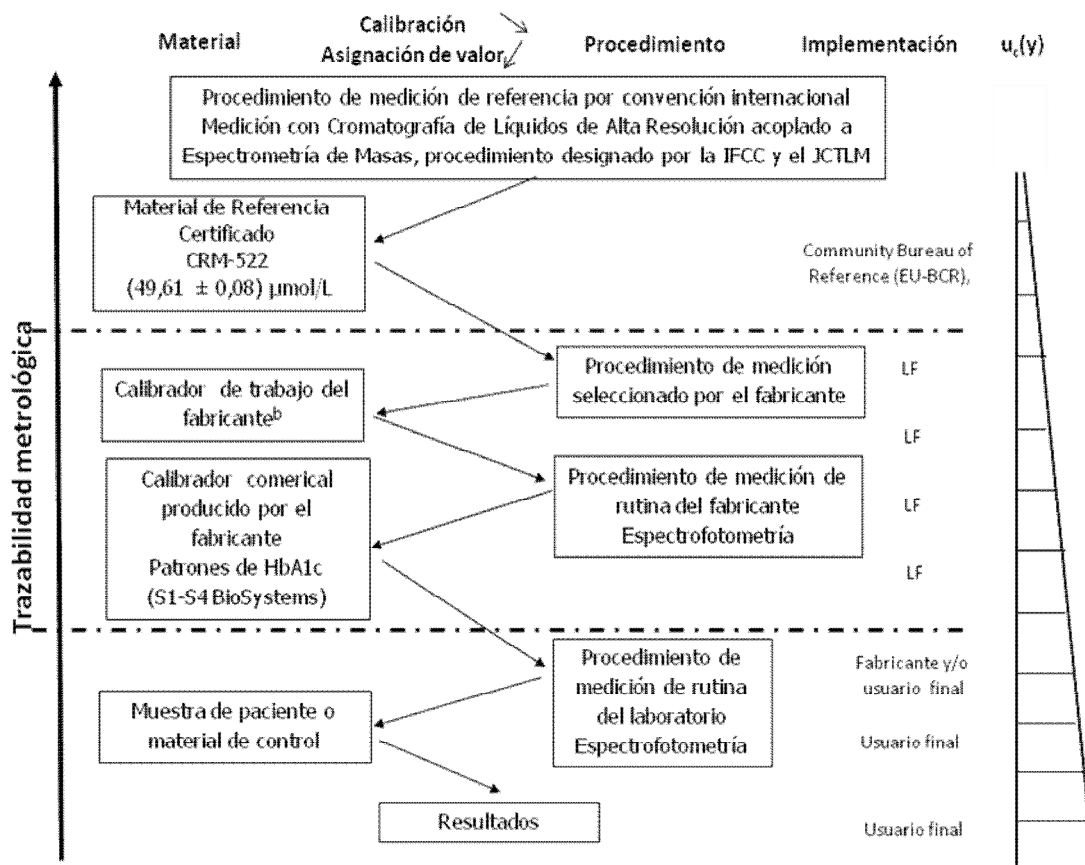 Material
Calibración
Asignación de valor
Procedimiento
Implementación
u_c(y)
Trazabilidad metrológica
Procedimiento de medición de referencia por convención internacional
Medición con Cromatografía de Líquidos de Alta Resolución acoplado a
Espectrometría de Masas, procedimiento designado por la IFCC y el JCTLM
Material de Referencia
Certificado
CRM-522
(49,61 ± 0,08) µmol/L
Community Bureau of
Reference (EU-BCR),
Procedimiento de medición
seleccionado por el fabricante
LF
Calibrador de trabajo del
fabricanteᵇ
LF
Procedimiento de medición de
rutina del fabricante
Espectrofotometría
LF
Calibrador comerical
producido por el
fabricante
Patrones de HbA1c
(S1-S4 BioSystems)
LF
Procedimiento de
medición de rutina
del laboratorio
Espectrofotometría
Fabricante y/o
usuario final
Muestra de paciente o
material de control
Usuario final
Resultados
Usuario final